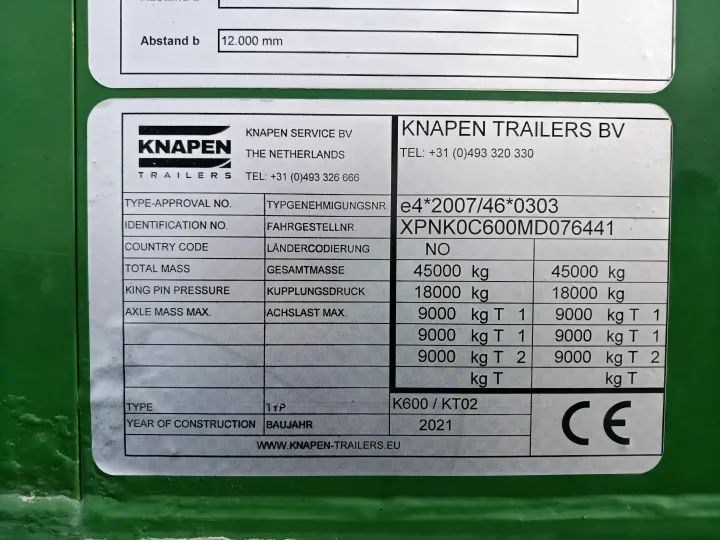 Abstand b 12.000 mm
KNAPEN
TRAILERS
KNAPEN SERVICE BV
THE NETHERLANDS
TEL: +31 (0)493 326 666
KNAPEN TRAILERS BV
TEL: +31 (0)493 320 330
TYPE-APPROVAL NO. TYPGENEHMIGUNGSNR. e4*2007/46*0303
IDENTIFICATION NO. FAHRGESTELLNR. XPNK0C600MD076441
COUNTRY CODE LÄNDERCODIERUNG NO
TOTAL MASS GESAMTMASSE 45000 kg 45000 kg
KING PIN PRESSURE KUPPLUNGSDRUCK 18000 kg 18000 kg
AXLE MASS MAX. ACHSLAST MAX. 9000 kg T 1 9000 kg T 1
9000 kg T 1 9000 kg T 1
9000 kg T 2 9000 kg T 2
kg T kg T
TYPE TYP K600 / KT02
YEAR OF CONSTRUCTION BAUJAHR 2021
CE
WWW.KNAPEN-TRAILERS.EU